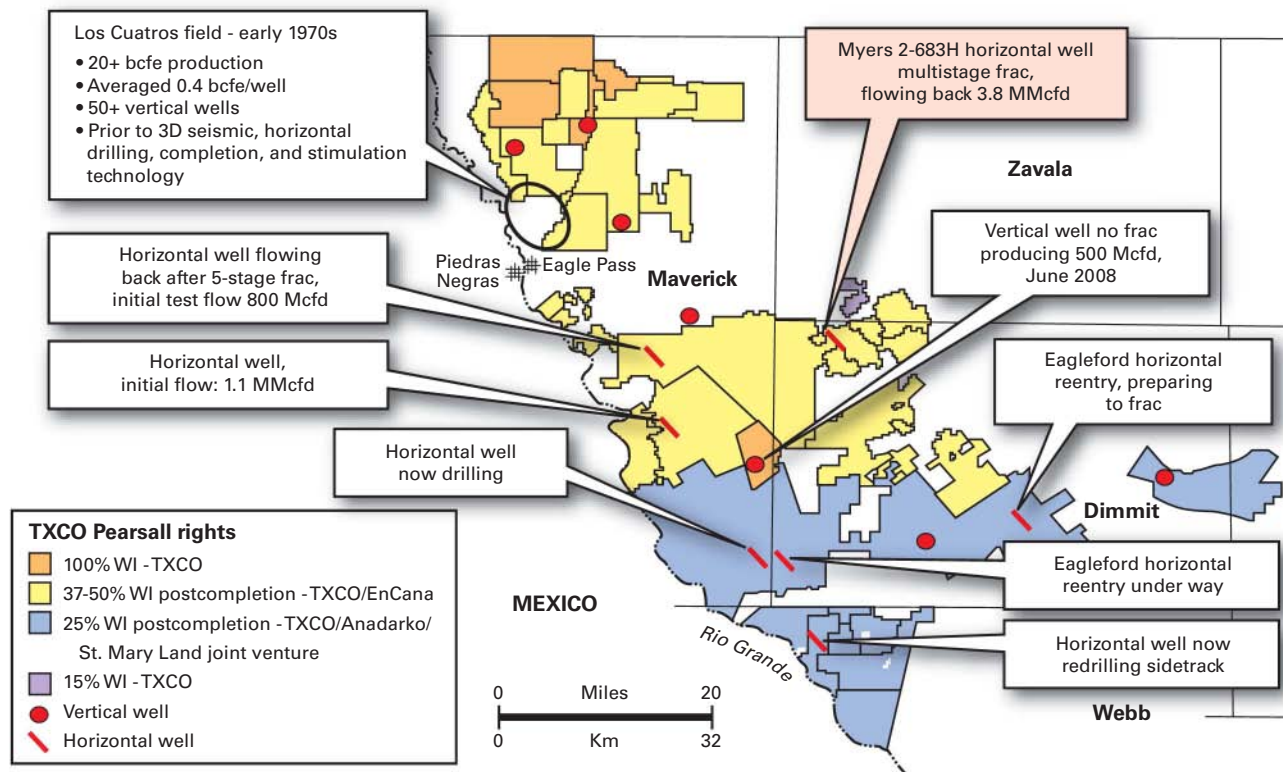 Los Cuatros field - early 1970s
• 20+ bcfe production
• Averaged 0.4 bcfe/well
• 50+ vertical wells
• Prior to 3D seismic, horizontal
drilling, completion, and stimulation
technology
Myers 2-683H horizontal well
multistage frac,
flowing back 3.8 MMcfd
Zavala
Vertical well no frac
producing 500 Mcfd,
June 2008
Horizontal well flowing
back after 5-stage frac,
initial test flow 800 Mcfd
Piedras
Negras
Eagle Pass
Maverick
Horizontal well,
initial flow: 1.1 MMcfd
Eagleford horizontal
reentry, preparing
to frac
Horizontal well
now drilling
Dimmit
TXCO Pearsall rights
100% WI - TXCO
37-50% WI postcompletion - TXCO/EnCana
25% WI postcompletion - TXCO/Anadarko/
St. Mary Land joint venture
15% WI - TXCO
Vertical well
Horizontal well
MEXICO
Rio Grande
Eagleford horizontal
reentry under way
Horizontal well now
redrilling sidetrack
Webb
0 Miles 20
0 Km 32